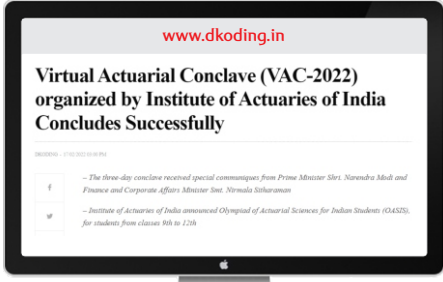 www.dkoding.in
Virtual Actuarial Conclave (VAC-2022)
organized by Institute of Actuaries of India
Concludes Successfully
– The three-day conclave received special communiques from Prime Minister Shri. Narendra Modi and
Finance and Corporate Affairs Minister Smt. Nirmala Sitharaman
– Institute of Actuaries of India announced Olympiad of Actuarial Sciences for Indian Students (OASIS),
for students from classes 9th to 12th